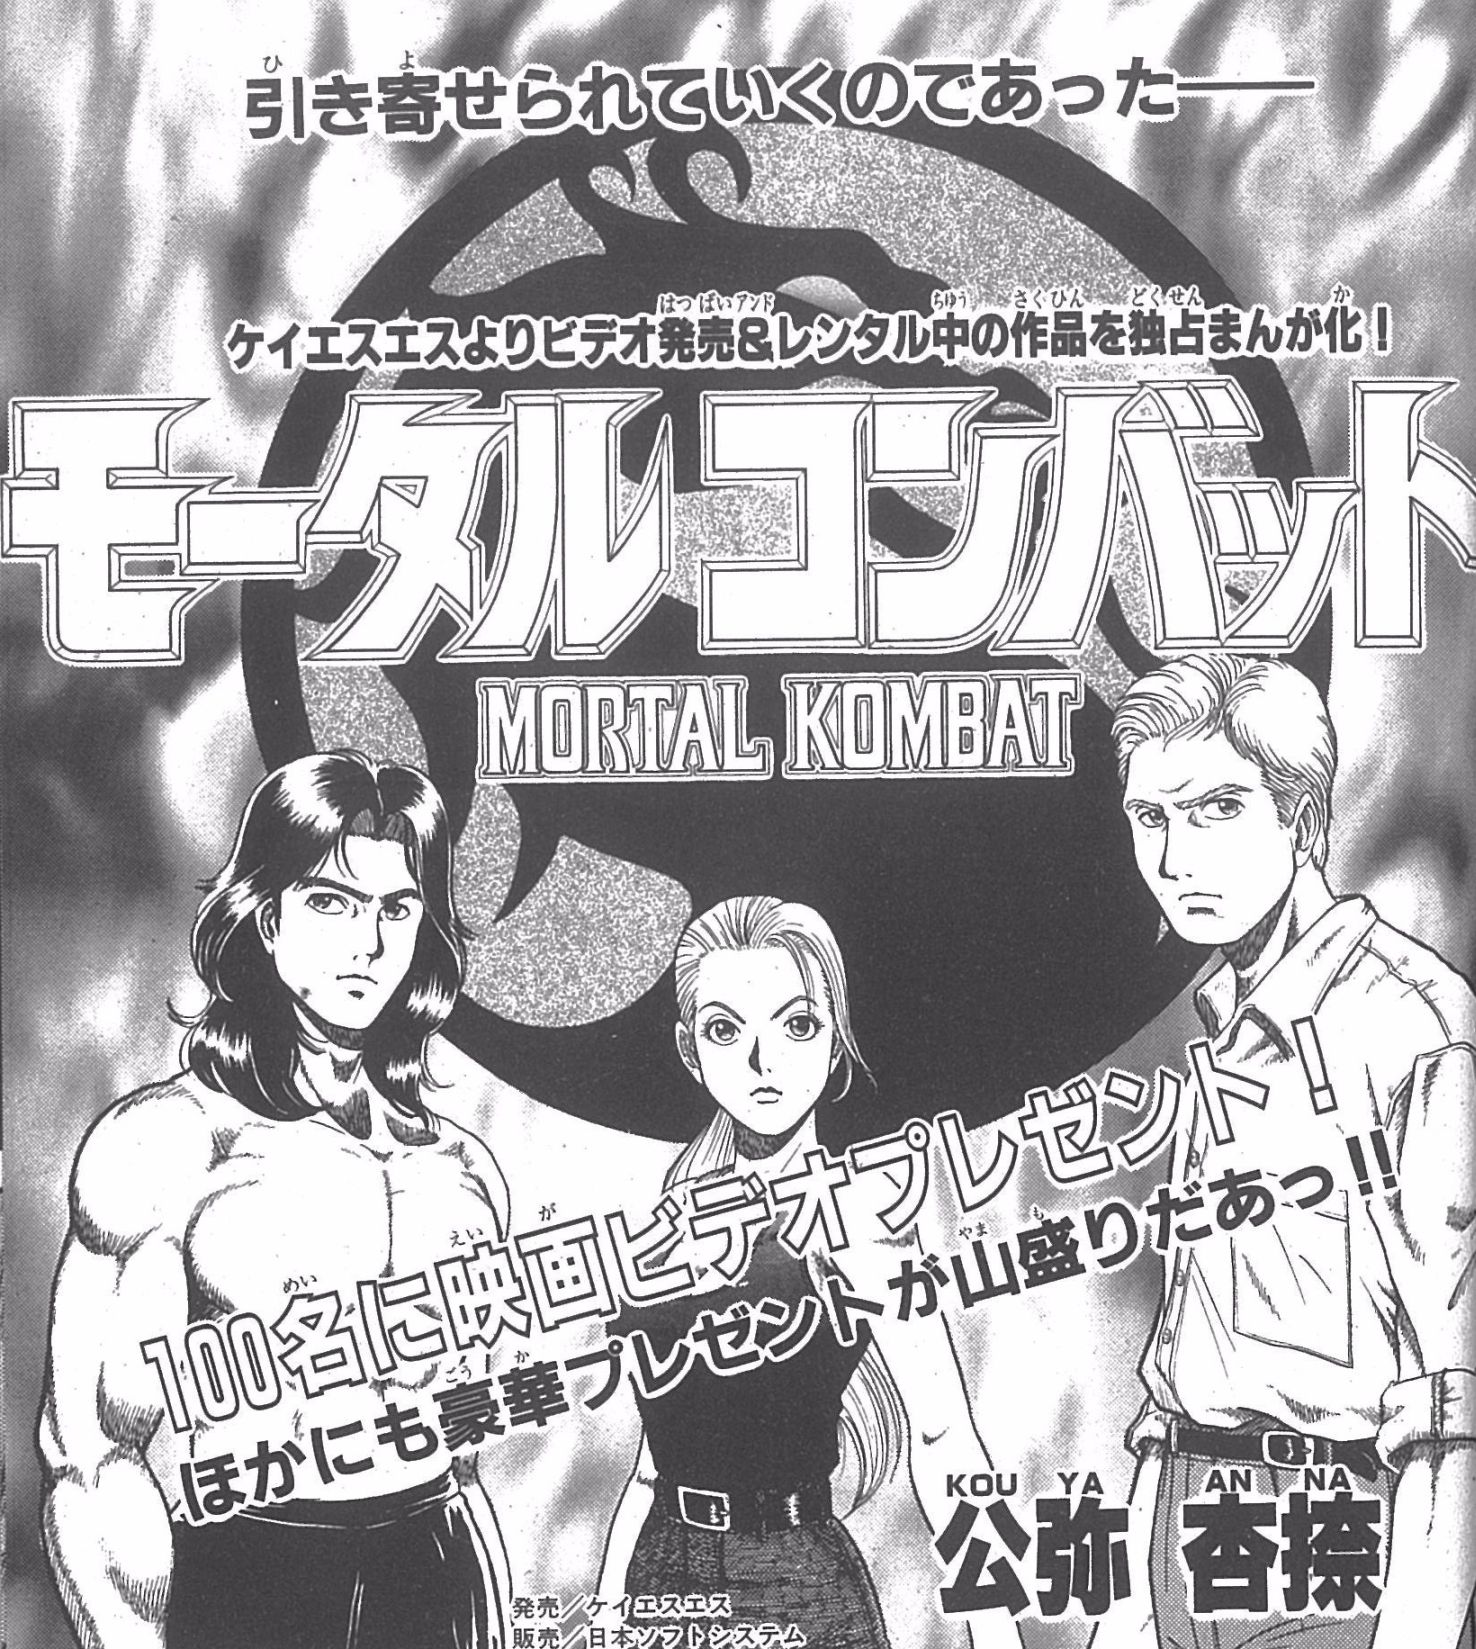 引き寄せられていくのであった――
ケイエスエスよりビデオ発売&レンタル中の作品を独占まんが化！
モータルコンバット
MORTAL KOMBAT
100名に映画ビデオプレゼント！
ほかにも豪華プレゼントが山盛りだあっ!!
KOU YA AN NA
公弥 杏捺
発売／ケイエスエス
販売／日本ソフトシステム